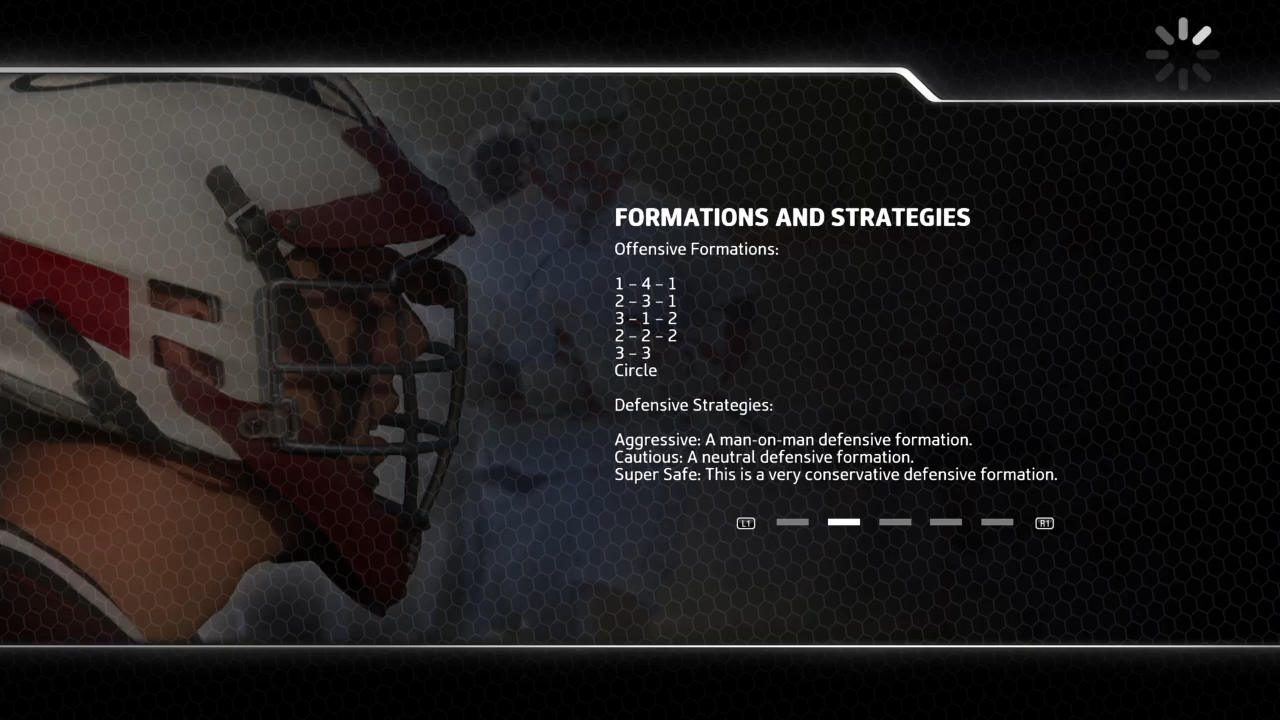 FORMATIONS AND STRATEGIES
Offensive Formations:
1 – 4 – 1
2 – 3 – 1
3 – 1 – 2
2 – 2 – 2
3 – 3
Circle
Defensive Strategies:
Aggressive: A man-on-man defensive formation.
Cautious: A neutral defensive formation.
Super Safe: This is a very conservative defensive formation.
L1 R1